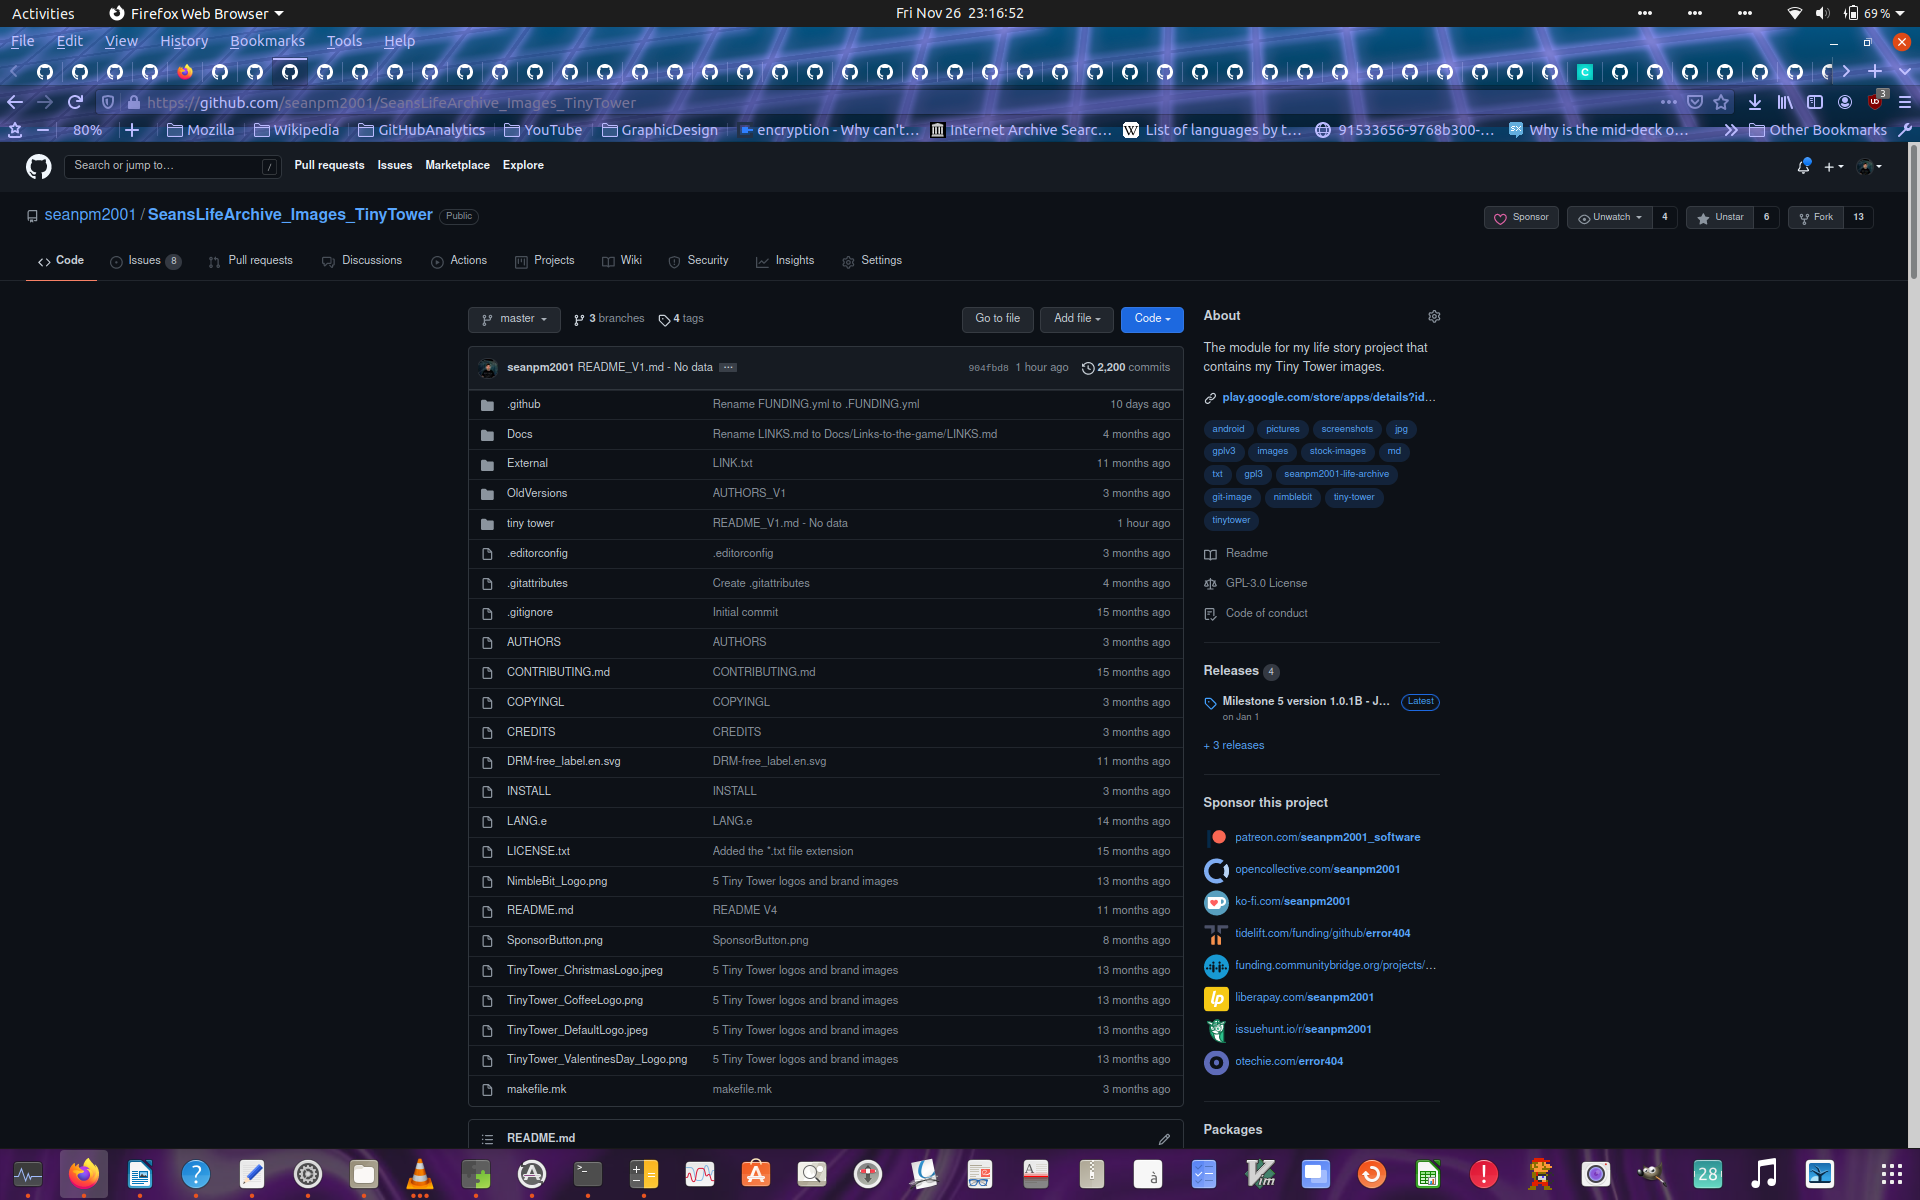 Activities Firefox Web Browser Fri Nov 26 23:16:52 69 %
File Edit View History Bookmarks Tools Help
https://github.com/seanpm2001/SeansLifeArchive_Images_TinyTower 3
80% Mozilla Wikipedia GitHubAnalytics YouTube GraphicDesign encryption - Why can't… Internet Archive Searc… List of languages by t… 91533656-9768b300-… Why is the mid-deck o… Other Bookmarks
Search or jump to… / Pull requests Issues Marketplace Explore
seanpm2001 / SeansLifeArchive_Images_TinyTower Public Sponsor Unwatch 4 Unstar 6 Fork 13
Code Issues 8 Pull requests Discussions Actions Projects Wiki Security Insights Settings
master 3 branches 4 tags Go to file Add file Code
seanpm2001 README_V1.md - No data ··· 904fbd8 1 hour ago 2,200 commits
.github Rename FUNDING.yml to .FUNDING.yml 10 days ago
Docs Rename LINKS.md to Docs/Links-to-the-game/LINKS.md 4 months ago
External LINK.txt 11 months ago
OldVersions AUTHORS_V1 3 months ago
tiny tower README_V1.md - No data 1 hour ago
.editorconfig .editorconfig 3 months ago
.gitattributes Create .gitattributes 4 months ago
.gitignore Initial commit 15 months ago
AUTHORS AUTHORS 3 months ago
CONTRIBUTING.md CONTRIBUTING.md 15 months ago
COPYINGL COPYINGL 3 months ago
CREDITS CREDITS 3 months ago
DRM-free_label.en.svg DRM-free_label.en.svg 11 months ago
INSTALL INSTALL 3 months ago
LANG.e LANG.e 14 months ago
LICENSE.txt Added the *.txt file extension 15 months ago
NimbleBit_Logo.png 5 Tiny Tower logos and brand images 13 months ago
README.md README V4 11 months ago
SponsorButton.png SponsorButton.png 8 months ago
TinyTower_ChristmasLogo.jpeg 5 Tiny Tower logos and brand images 13 months ago
TinyTower_CoffeeLogo.png 5 Tiny Tower logos and brand images 13 months ago
TinyTower_DefaultLogo.jpeg 5 Tiny Tower logos and brand images 13 months ago
TinyTower_ValentinesDay_Logo.png 5 Tiny Tower logos and brand images 13 months ago
makefile.mk makefile.mk 3 months ago
README.md
About
The module for my life story project that
contains my Tiny Tower images.
play.google.com/store/apps/details?id…
android pictures screenshots jpg
gplv3 images stock-images md
txt gpl3 seanpm2001-life-archive
git-image nimblebit tiny-tower
tinytower
Readme
GPL-3.0 License
Code of conduct
Releases 4
Milestone 5 version 1.0.1B - J… Latest
on Jan 1
+ 3 releases
Sponsor this project
patreon.com/seanpm2001_software
opencollective.com/seanpm2001
ko-fi.com/seanpm2001
tidelift.com/funding/github/error404
funding.communitybridge.org/projects/…
liberapay.com/seanpm2001
issuehunt.io/r/seanpm2001
otechie.com/error404
Packages
28